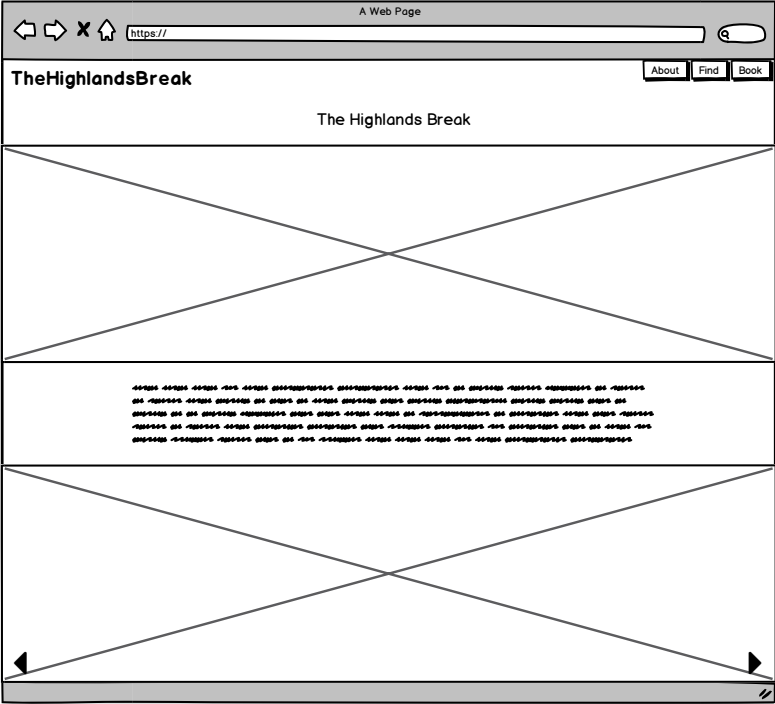 A Web Page
https://
TheHighlandsBreak
About Find Book
The Highlands Break